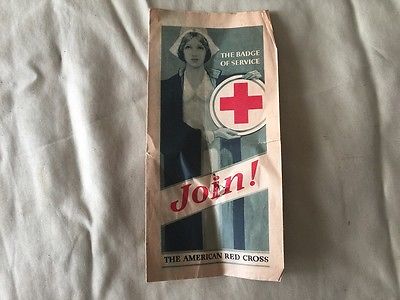 THE BADGE
OF SERVICE
Join!
THE AMERICAN RED CROSS